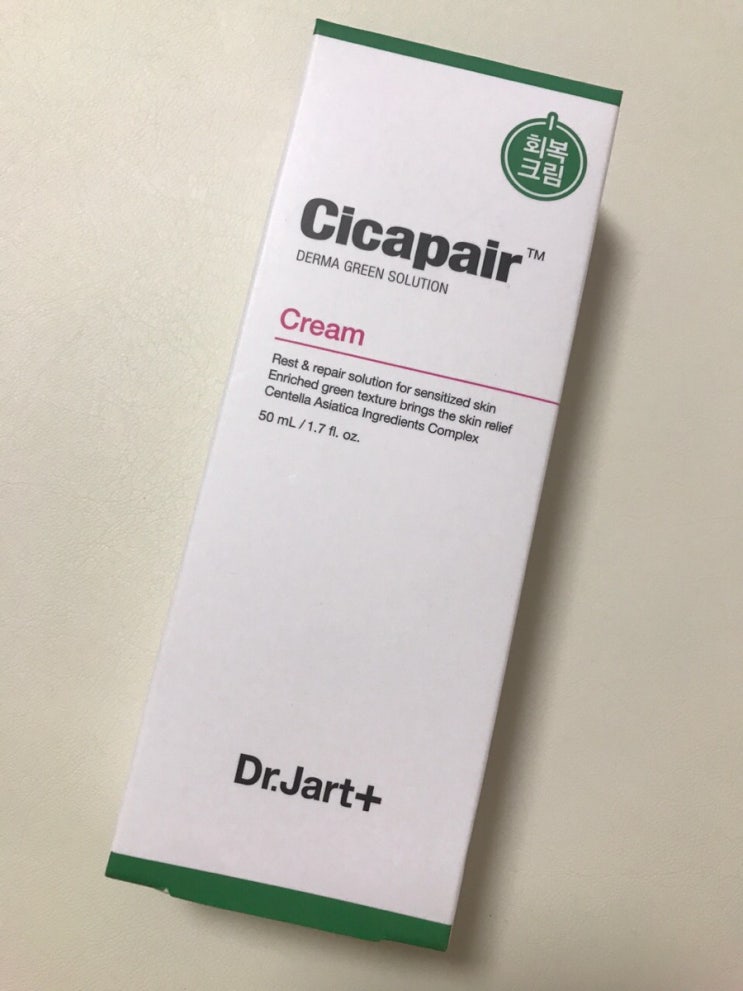 회복
크림
Cicapair™
DERMA GREEN SOLUTION
Cream
Rest & repair solution for sensitized skin
Enriched green texture brings the skin relief
Centella Asiatica Ingredients Complex
50 mL / 1.7 fl. oz.
Dr.Jart+